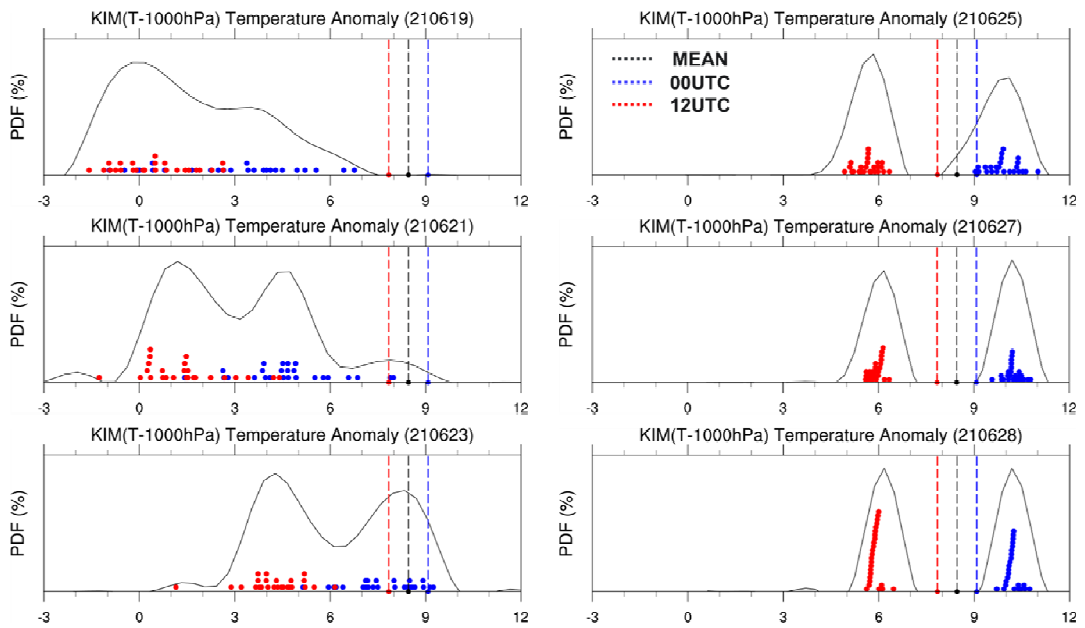 KIM(T-1000hPa) Temperature Anomaly (210619)
PDF (%)
-3 0 3 6 9 12
KIM(T-1000hPa) Temperature Anomaly (210625)
MEAN
00UTC
12UTC
PDF (%)
-3 0 3 6 9 12
KIM(T-1000hPa) Temperature Anomaly (210621)
PDF (%)
-3 0 3 6 9 12
KIM(T-1000hPa) Temperature Anomaly (210627)
PDF (%)
-3 0 3 6 9 12
KIM(T-1000hPa) Temperature Anomaly (210623)
PDF (%)
-3 0 3 6 9 12
KIM(T-1000hPa) Temperature Anomaly (210628)
PDF (%)
-3 0 3 6 9 12